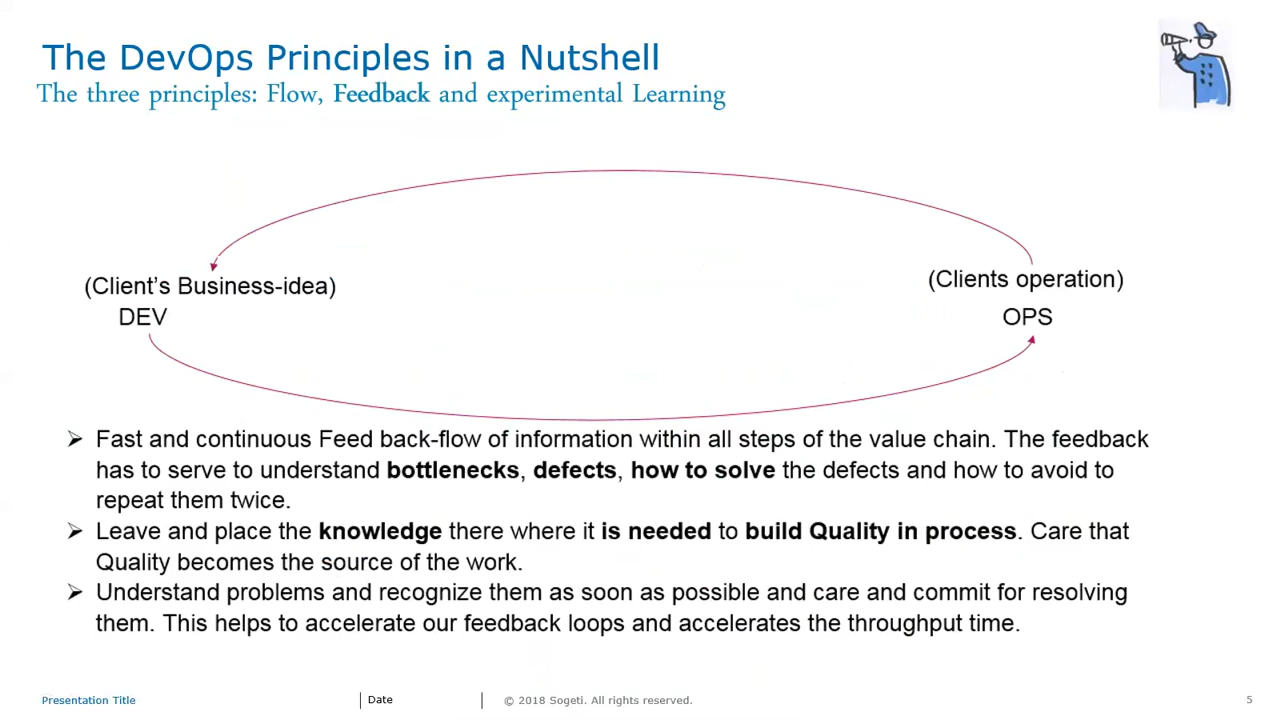 The DevOps Principles in a Nutshell
The three principles: Flow, Feedback and experimental Learning
(Client's Business-idea)
DEV
(Clients operation)
OPS
➢ Fast and continuous Feed back-flow of information within all steps of the value chain. The feedback
has to serve to understand bottlenecks, defects, how to solve the defects and how to avoid to
repeat them twice.
➢ Leave and place the knowledge there where it is needed to build Quality in process. Care that
Quality becomes the source of the work.
➢ Understand problems and recognize them as soon as possible and care and commit for resolving
them. This helps to accelerate our feedback loops and accelerates the throughput time.
Presentation Title | Date | © 2018 Sogeti. All rights reserved. 5